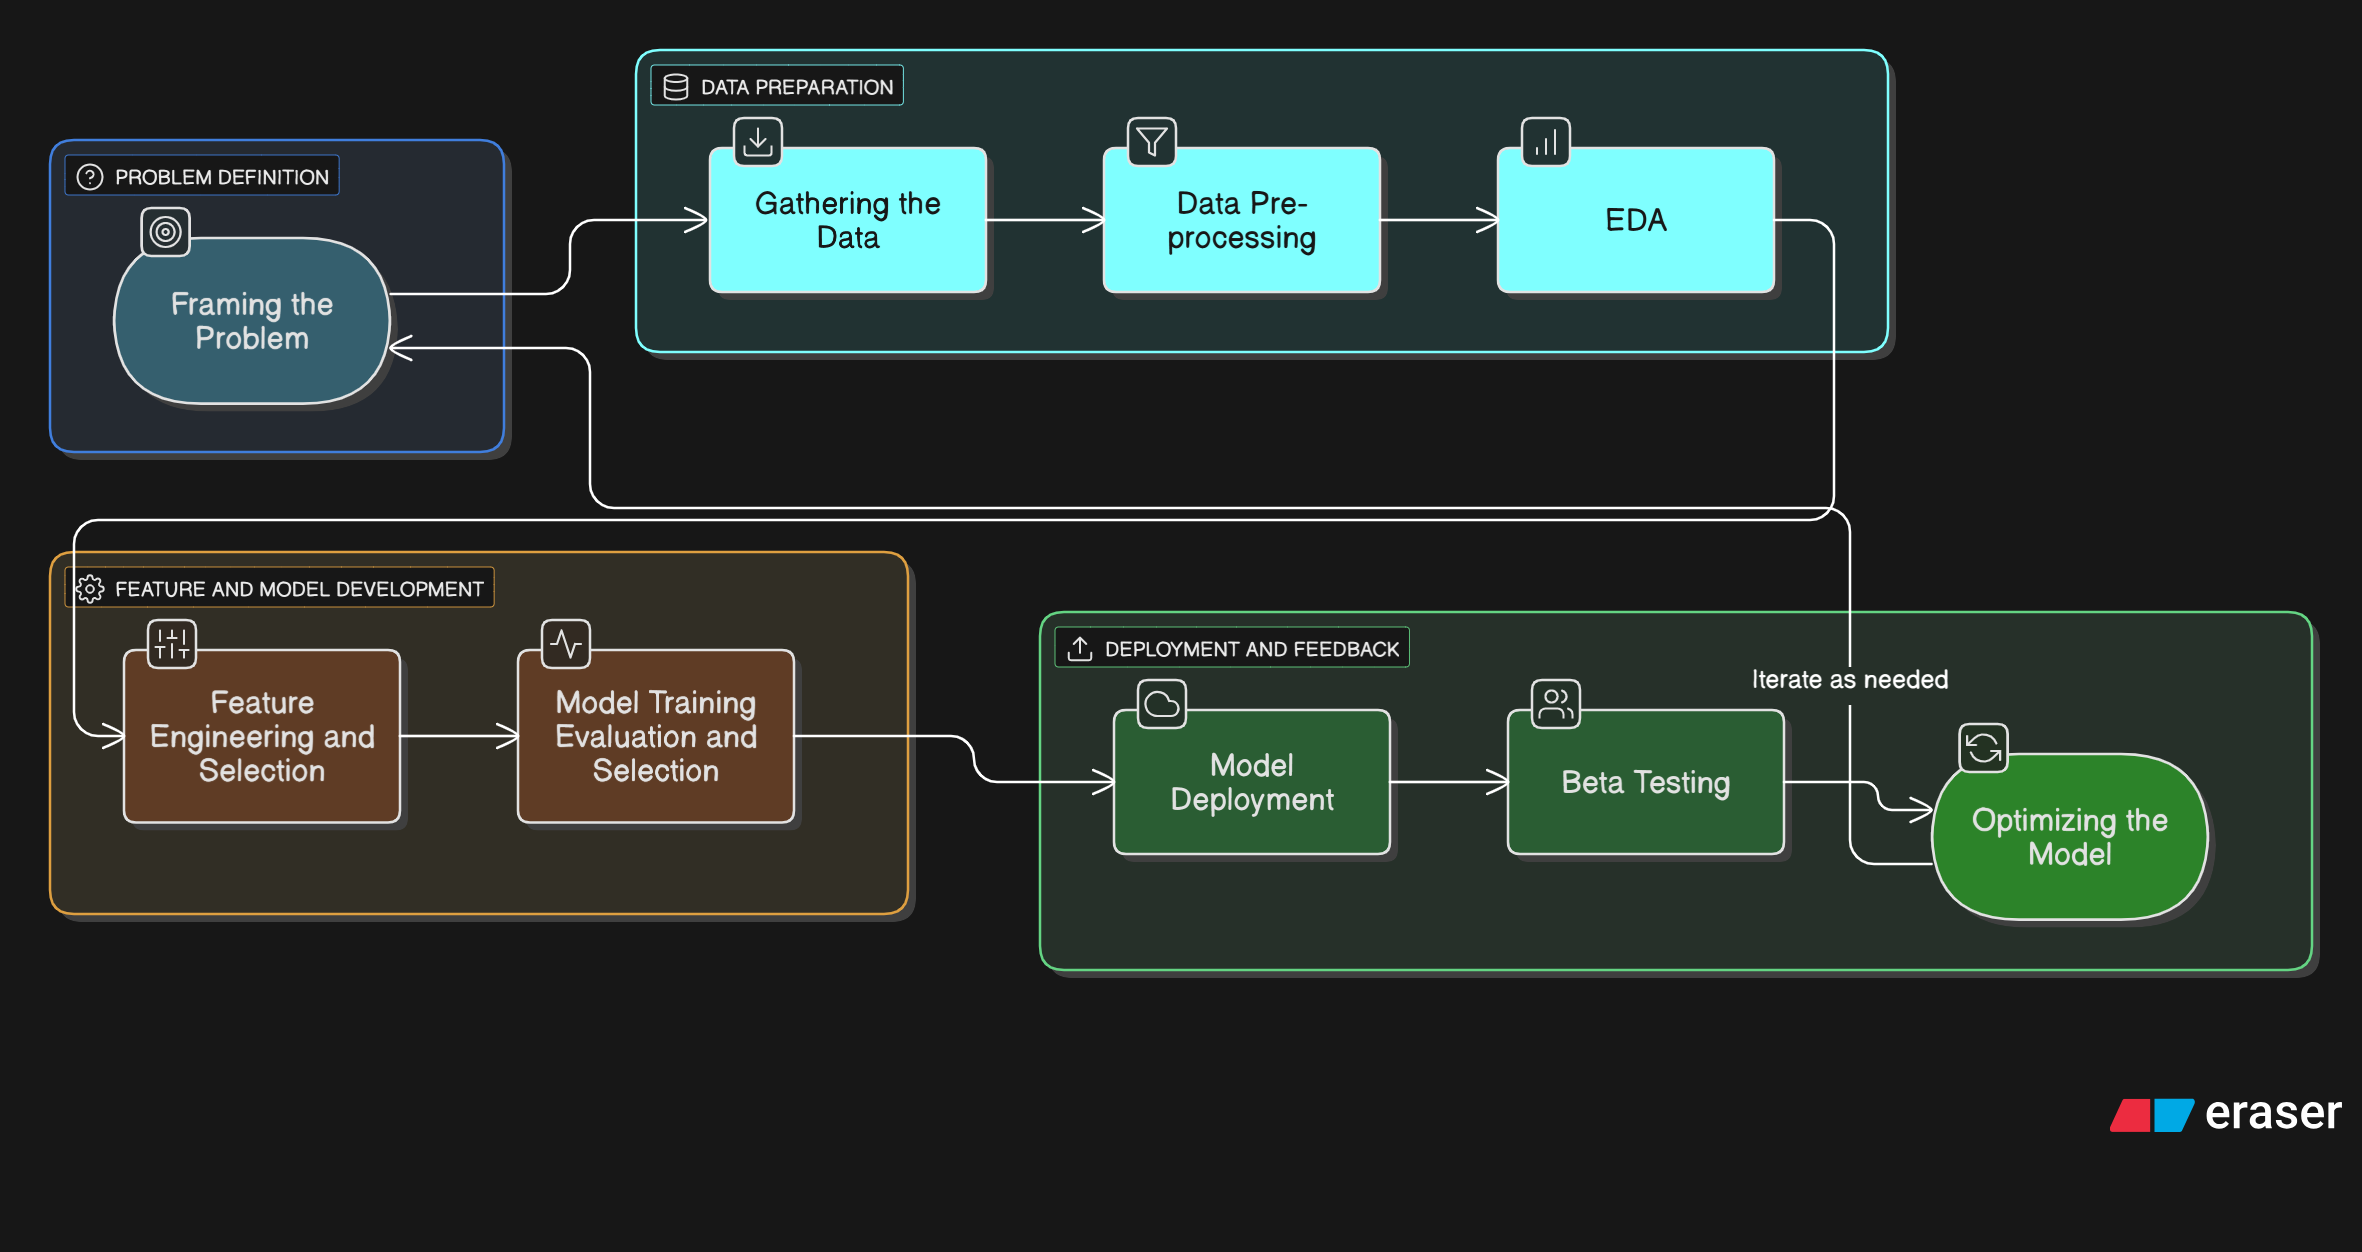 PROBLEM DEFINITION
Framing the
Problem
DATA PREPARATION
Gathering the
Data
Data Pre-
processing
EDA
FEATURE AND MODEL DEVELOPMENT
Feature
Engineering and
Selection
Model Training
Evaluation and
Selection
DEPLOYMENT AND FEEDBACK
Model
Deployment
Beta Testing
Iterate as needed
Optimizing the
Model
eraser